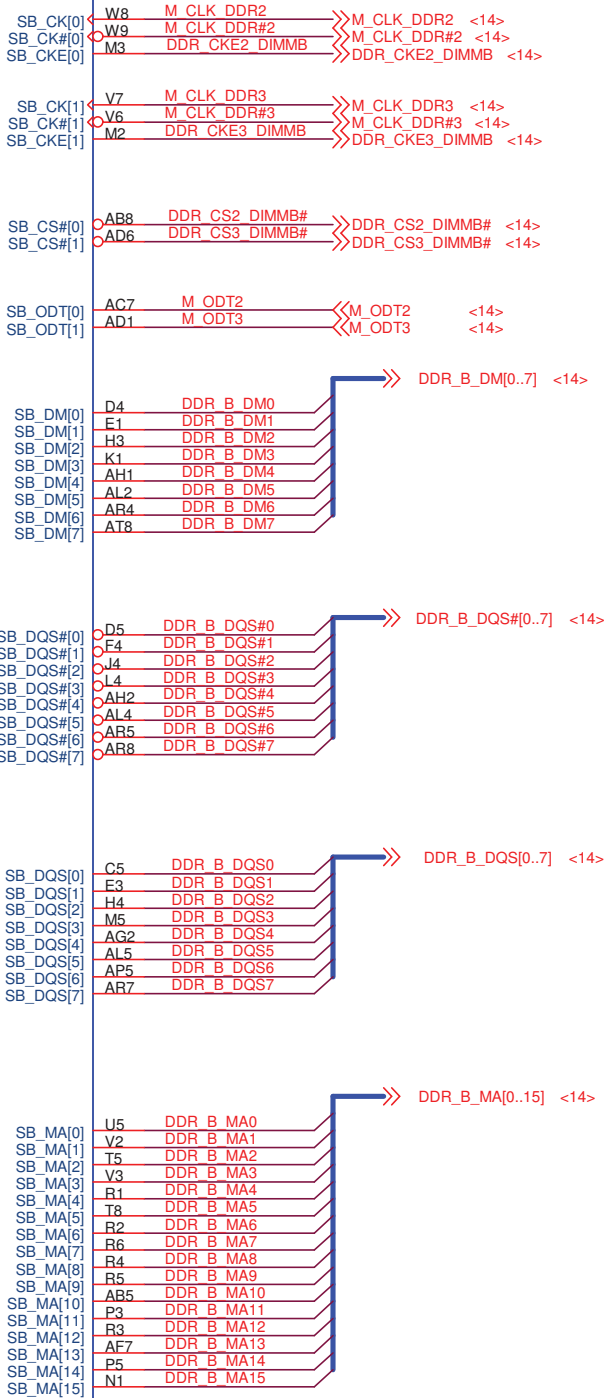 SB_CK[0] W8 M_CLK_DDR2 M_CLK_DDR2 <14>
SB_CK#[0] W9 M_CLK_DDR#2 M_CLK_DDR#2 <14>
SB_CKE[0] M3 DDR_CKE2_DIMMB DDR_CKE2_DIMMB <14>
SB_CK[1] V7 M_CLK_DDR3 M_CLK_DDR3 <14>
SB_CK#[1] V6 M_CLK_DDR#3 M_CLK_DDR#3 <14>
SB_CKE[1] M2 DDR_CKE3_DIMMB DDR_CKE3_DIMMB <14>
SB_CS#[0] AB8 DDR_CS2_DIMMB# DDR_CS2_DIMMB# <14>
SB_CS#[1] AD6 DDR_CS3_DIMMB# DDR_CS3_DIMMB# <14>
SB_ODT[0] AC7 M_ODT2 M_ODT2 <14>
SB_ODT[1] AD1 M_ODT3 M_ODT3 <14>
DDR_B_DM[0..7] <14>
SB_DM[0] D4 DDR_B_DM0
SB_DM[1] E1 DDR_B_DM1
SB_DM[2] H3 DDR_B_DM2
SB_DM[3] K1 DDR_B_DM3
SB_DM[4] AH1 DDR_B_DM4
SB_DM[5] AL2 DDR_B_DM5
SB_DM[6] AR4 DDR_B_DM6
SB_DM[7] AT8 DDR_B_DM7
DDR_B_DQS#[0..7] <14>
SB_DQS#[0] D5 DDR_B_DQS#0
SB_DQS#[1] F4 DDR_B_DQS#1
SB_DQS#[2] J4 DDR_B_DQS#2
SB_DQS#[3] L4 DDR_B_DQS#3
SB_DQS#[4] AH2 DDR_B_DQS#4
SB_DQS#[5] AL4 DDR_B_DQS#5
SB_DQS#[6] AR5 DDR_B_DQS#6
SB_DQS#[7] AR8 DDR_B_DQS#7
DDR_B_DQS[0..7] <14>
SB_DQS[0] C5 DDR_B_DQS0
SB_DQS[1] E3 DDR_B_DQS1
SB_DQS[2] H4 DDR_B_DQS2
SB_DQS[3] M5 DDR_B_DQS3
SB_DQS[4] AG2 DDR_B_DQS4
SB_DQS[5] AL5 DDR_B_DQS5
SB_DQS[6] AP5 DDR_B_DQS6
SB_DQS[7] AR7 DDR_B_DQS7
DDR_B_MA[0..15] <14>
SB_MA[0] U5 DDR_B_MA0
SB_MA[1] V2 DDR_B_MA1
SB_MA[2] T5 DDR_B_MA2
SB_MA[3] V3 DDR_B_MA3
SB_MA[4] R1 DDR_B_MA4
SB_MA[5] T8 DDR_B_MA5
SB_MA[6] R2 DDR_B_MA6
SB_MA[7] R6 DDR_B_MA7
SB_MA[8] R4 DDR_B_MA8
SB_MA[9] R5 DDR_B_MA9
SB_MA[10] AB5 DDR_B_MA10
SB_MA[11] P3 DDR_B_MA11
SB_MA[12] R3 DDR_B_MA12
SB_MA[13] AF7 DDR_B_MA13
SB_MA[14] P5 DDR_B_MA14
SB_MA[15] N1 DDR_B_MA15